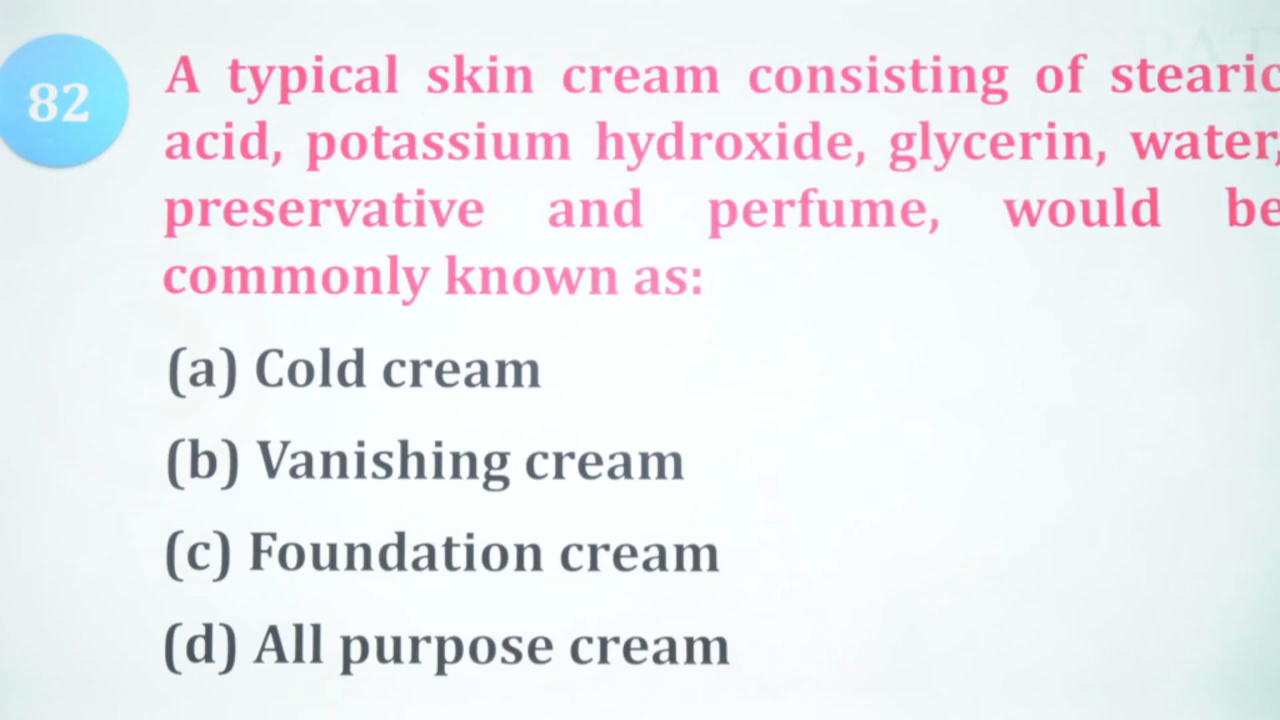 82
A typical skin cream consisting of stearic
acid, potassium hydroxide, glycerin, water,
preservative and perfume, would be
commonly known as:
(a) Cold cream
(b) Vanishing cream
(c) Foundation cream
(d) All purpose cream